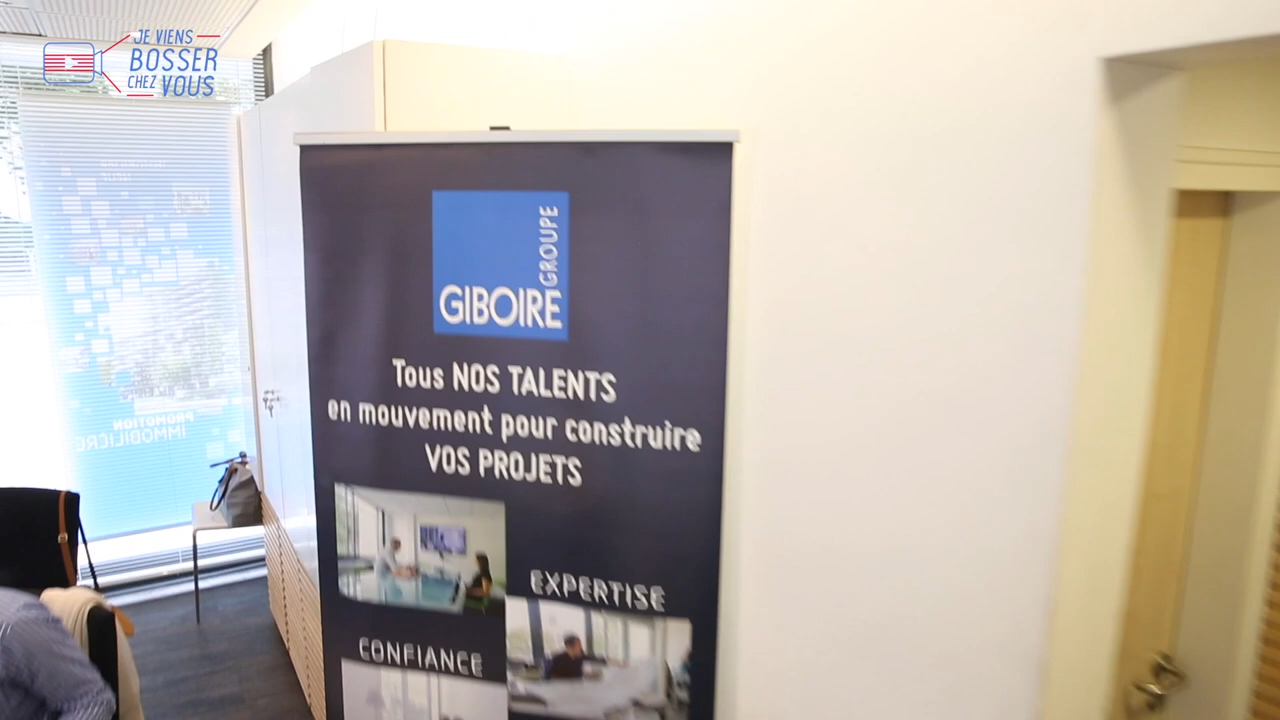 JE VIENS
BOSSER
CHEZ VOUS
GROUPE
GIBOIRE
Tous NOS TALENTS
en mouvement pour construire
VOS PROJETS
EXPERTISE
CONFIANCE
PROMOTION
IMMOBILIÈRE